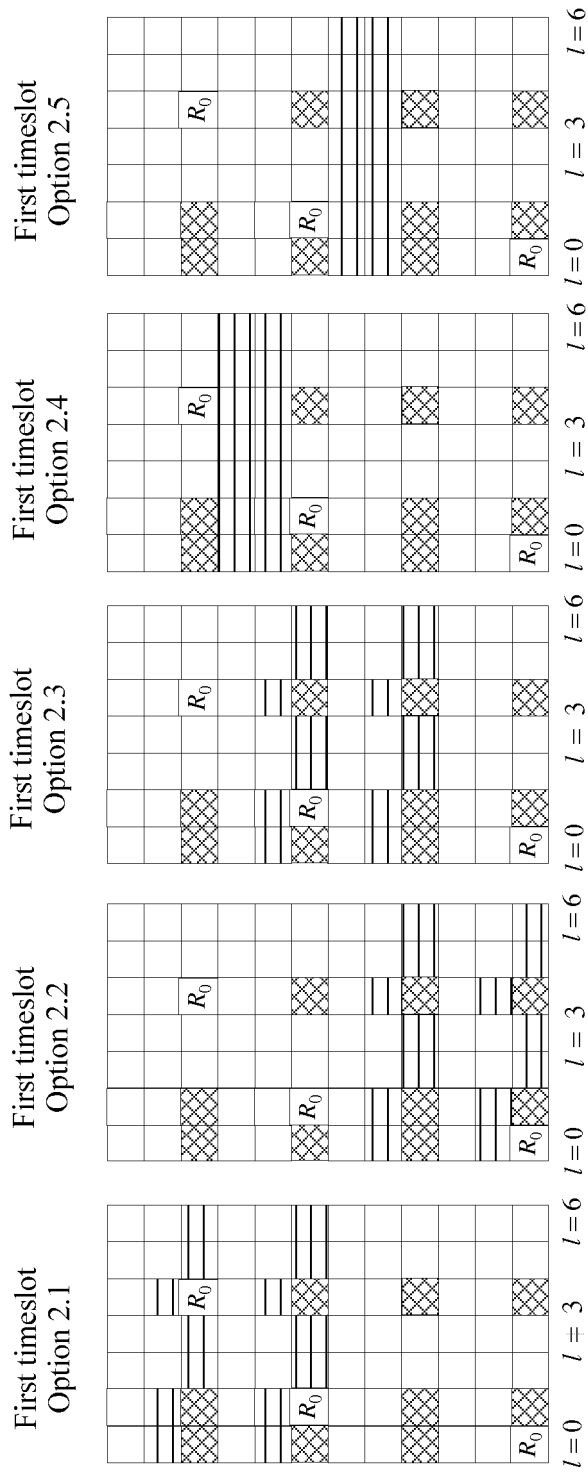 First timeslot
Option 2.1
R₀
R₀
R₀
l = 0 l = 3 l = 6
First timeslot
Option 2.2
R₀
R₀
R₀
l = 0 l = 3 l = 6
First timeslot
Option 2.3
R₀
R₀
R₀
l = 0 l = 3 l = 6
First timeslot
Option 2.4
R₀
R₀
R₀
l = 0 l = 3 l = 6
First timeslot
Option 2.5
R₀
R₀
R₀
l = 0 l = 3 l = 6